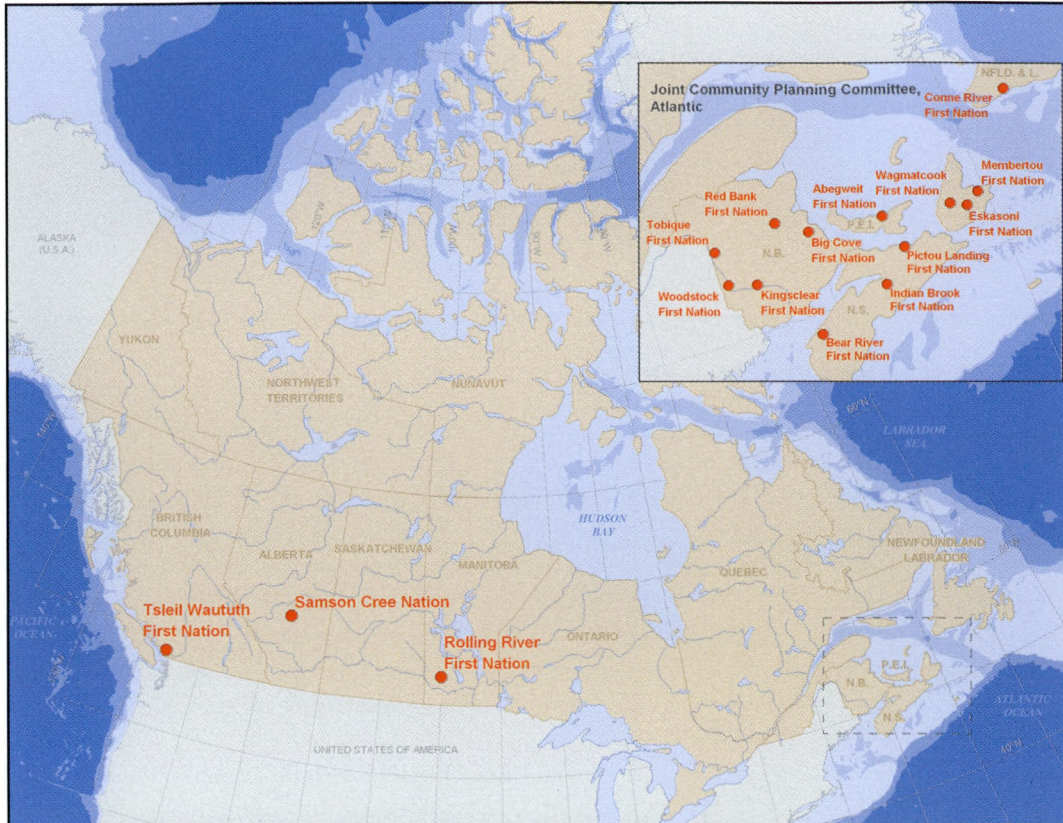 Joint Community Planning Committee,
Atlantic
NFLD. & L.
Conne River
First Nation
Membertou
First Nation
Wagmatcook
First Nation
Abegweit
First Nation
Red Bank
First Nation
Eskasoni
First Nation
P.E.I.
Tobique
First Nation
Big Cove
First Nation
N.B.
Pictou Landing
First Nation
Woodstock
First Nation
Kingsclear
First Nation
Indian Brook
First Nation
N.S.
Bear River
First Nation
ALASKA
(U.S.A.)
YUKON
NORTHWEST
TERRITORIES
NUNAVUT
60°W
LABRADOR
SEA
HUDSON
BAY
BRITISH
COLUMBIA
ALBERTA
SASKATCHEWAN
MANITOBA
ONTARIO
QUEBEC
NEWFOUNDLAND
LABRADOR
PACIFIC
OCEAN
Tsleil Waututh
First Nation
Samson Cree Nation
Rolling River
First Nation
P.E.I.
N.B.
N.S.
ATLANTIC
OCEAN
40°N
UNITED STATES OF AMERICA